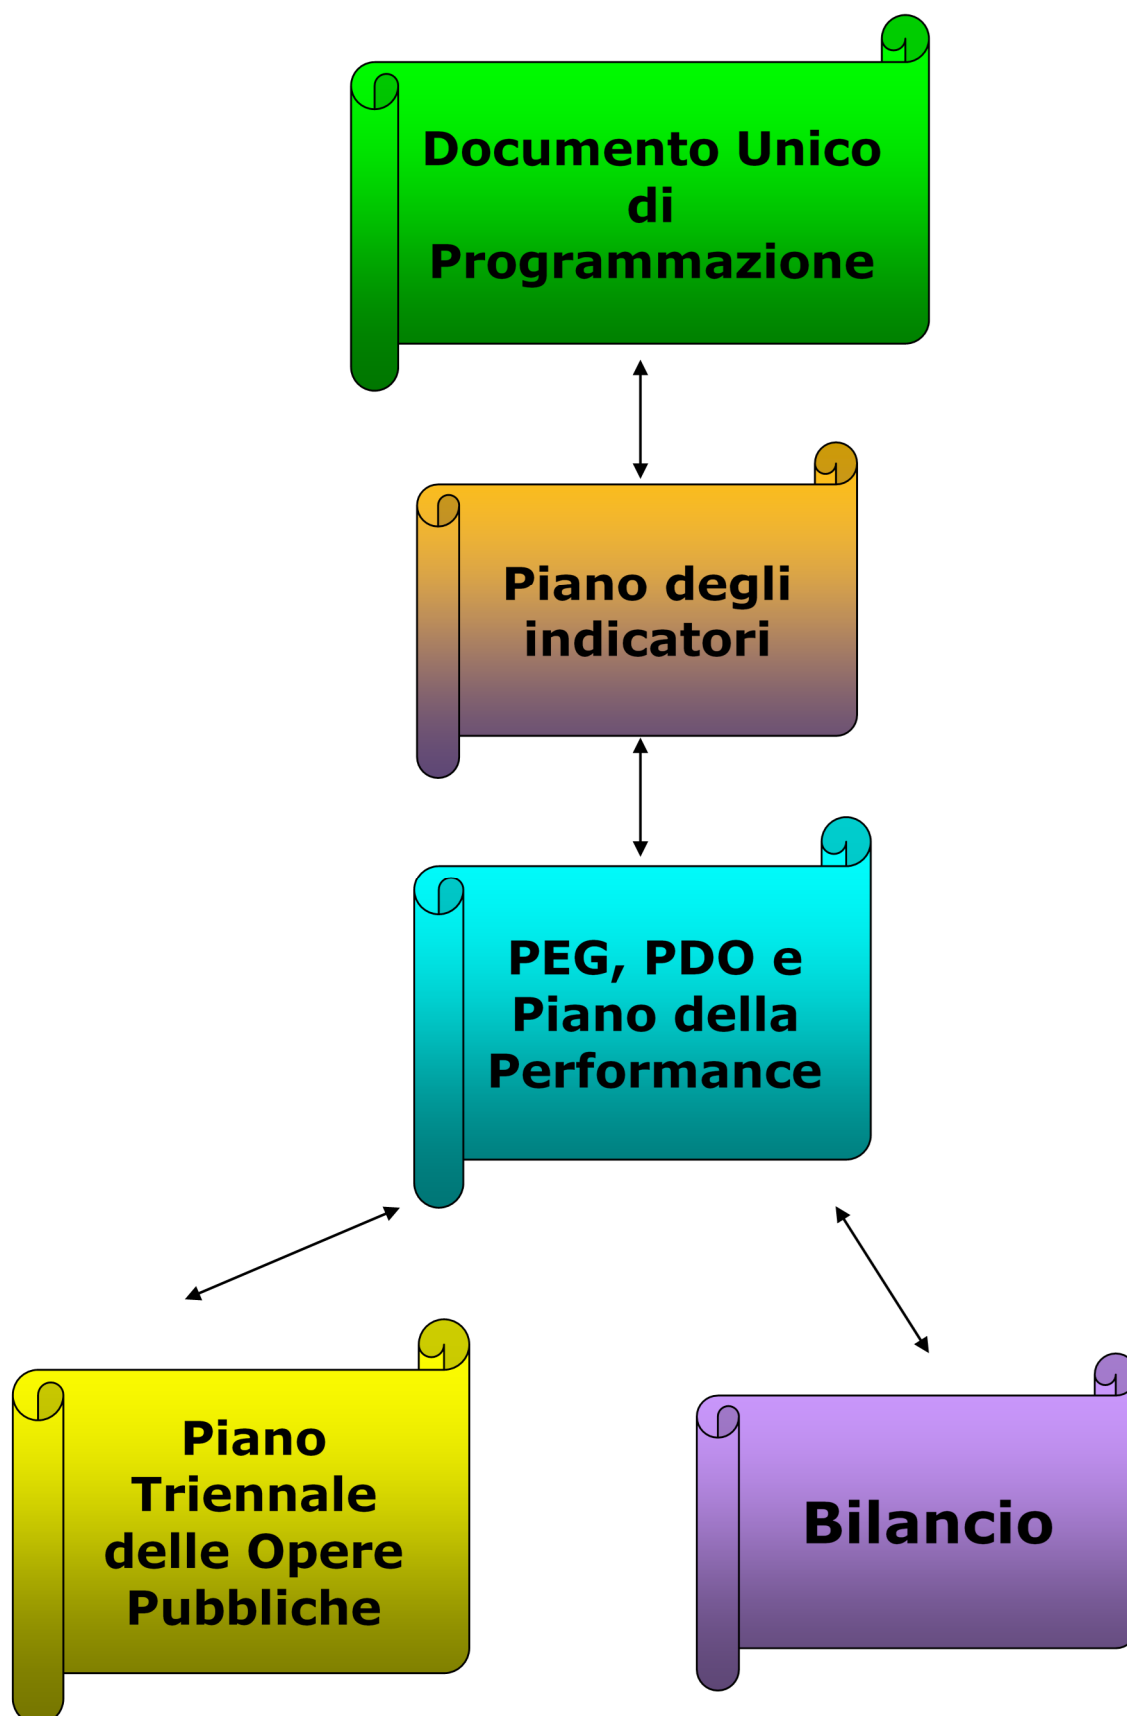 Documento Unico
di
Programmazione
Piano degli
indicatori
PEG, PDO e
Piano della
Performance
Piano
Triennale
delle Opere
Pubbliche
Bilancio